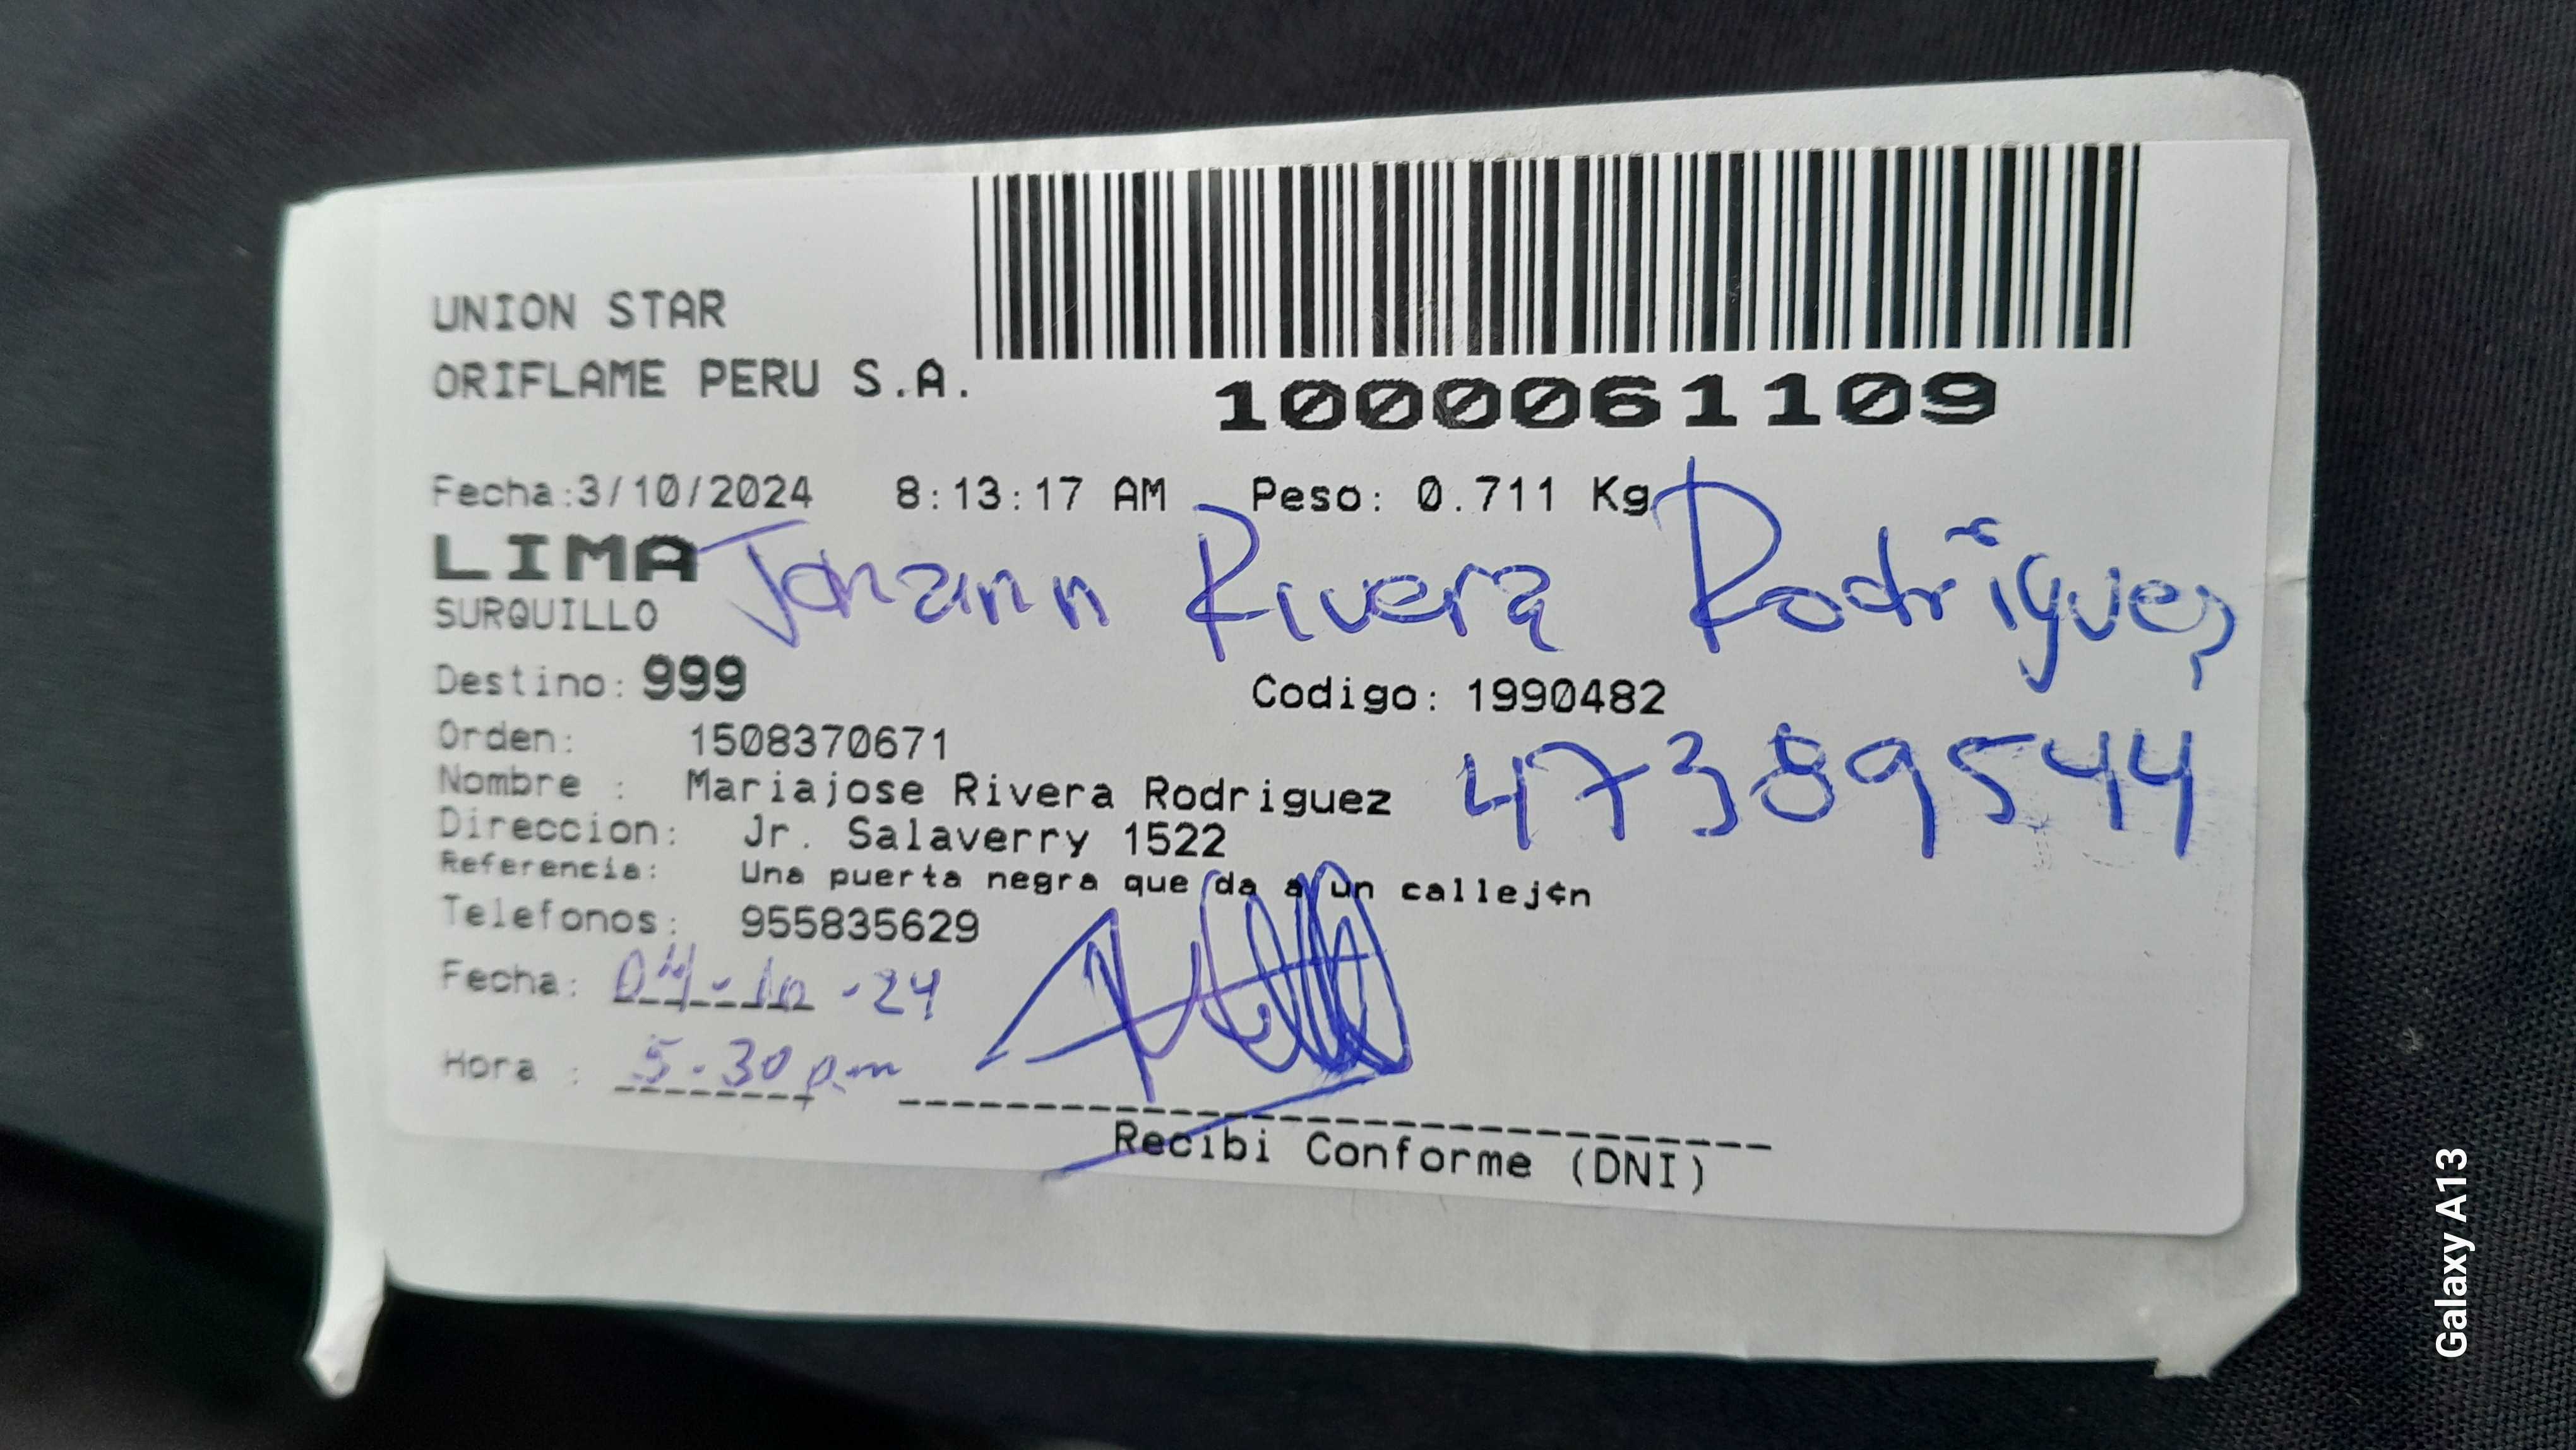 UNION STAR
ORIFLAME PERU S.A.
1000061109
Fecha:3/10/2024 8:13:17 AM Peso: 0.711 Kg
LIMA Johann Rivera Rodriguez
SURQUILLO
Destino: 999 Codigo: 1990482
Orden: 1508370671
Nombre : Mariajose Rivera Rodriguez 47389544
Direccion: Jr. Salaverry 1522
Referencia: Una puerta negra que da a un callej¢n
Telefonos: 955835629
Fecha: 04-10-24
Hora : 5-30 pm
Recibi Conforme (DNI)
Galaxy A13